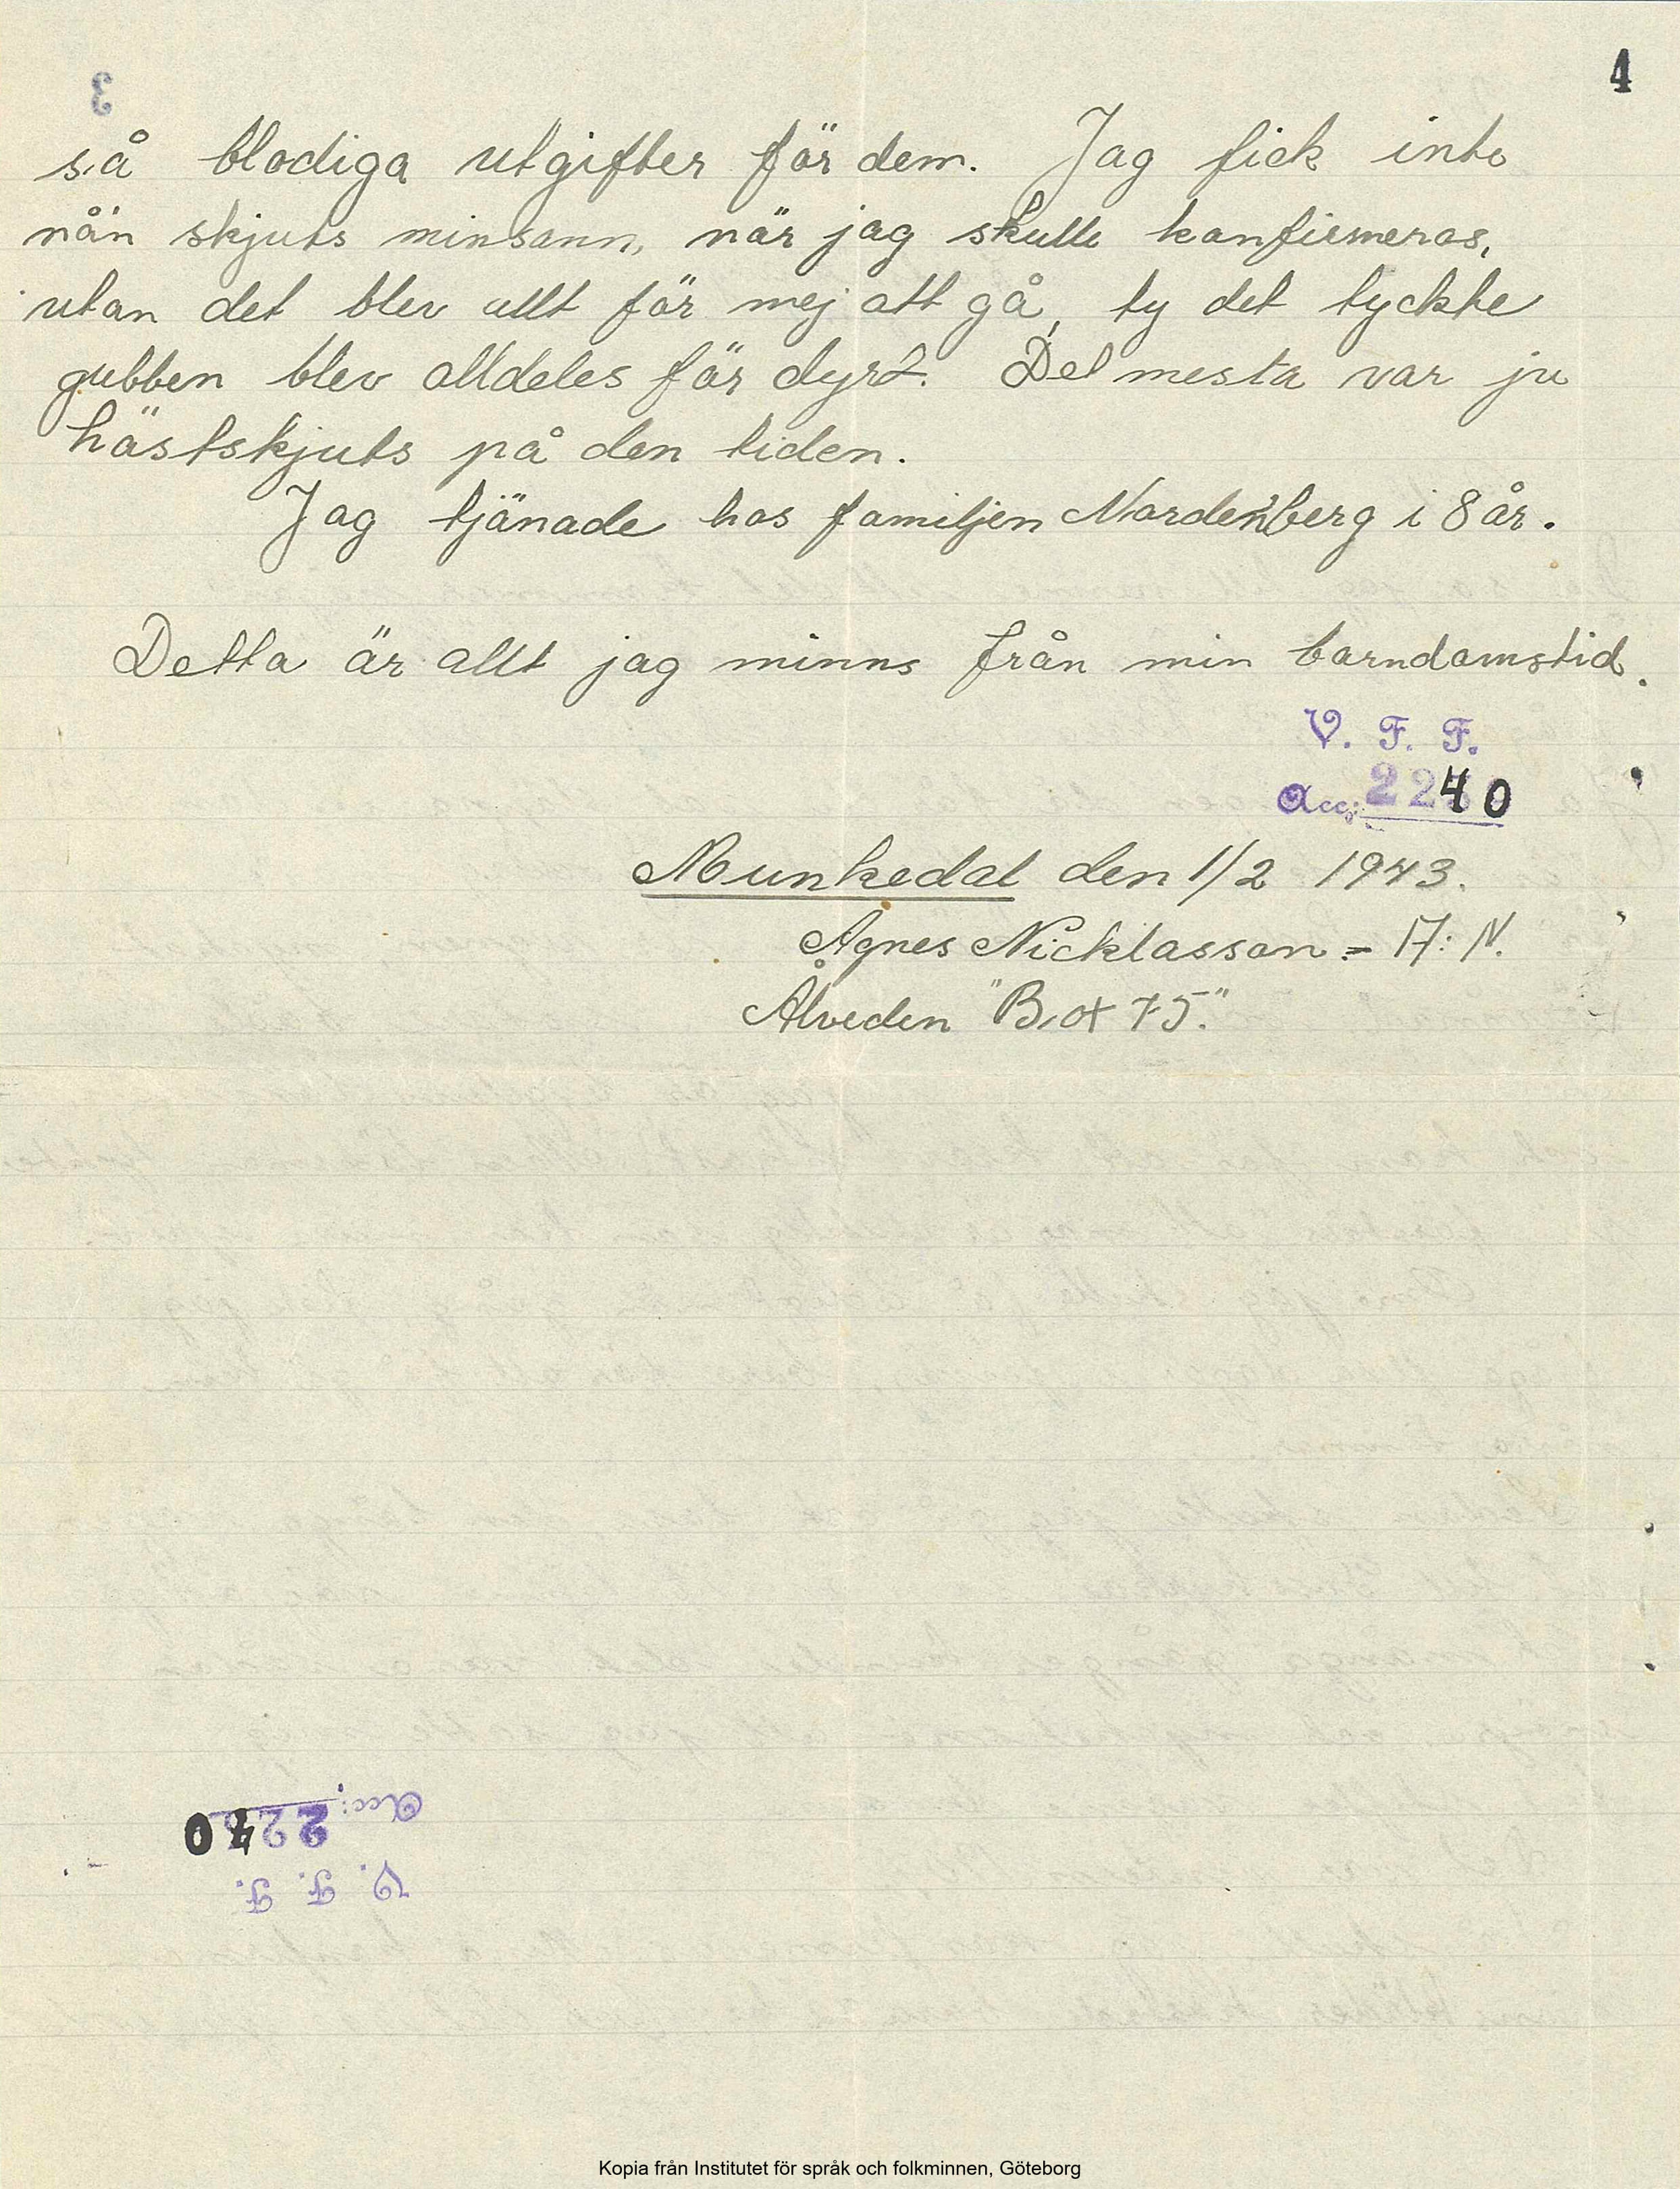 4
3
så blodiga utgifter för dem. Jag fick inte
nån skjuts minsann, när jag skulle konfirmeras,
utan det blev allt för mej att gå, ty det tyckte
gubben blev alldeles för dyrt. Det mesta var ju
hästskjuts på den tiden.
Jag tjänade hos familjen Nordenberg i 8 år.
Detta är allt jag minns från min barndomstid.
V. F. F.
Acc: 2240
Munkedal den 1/2 1943.
Agnes Nicklasson = A: N.
Älveden "Box 75."
Acc: 2240
V. F. F.
Kopia från Institutet för språk och folkminnen, Göteborg